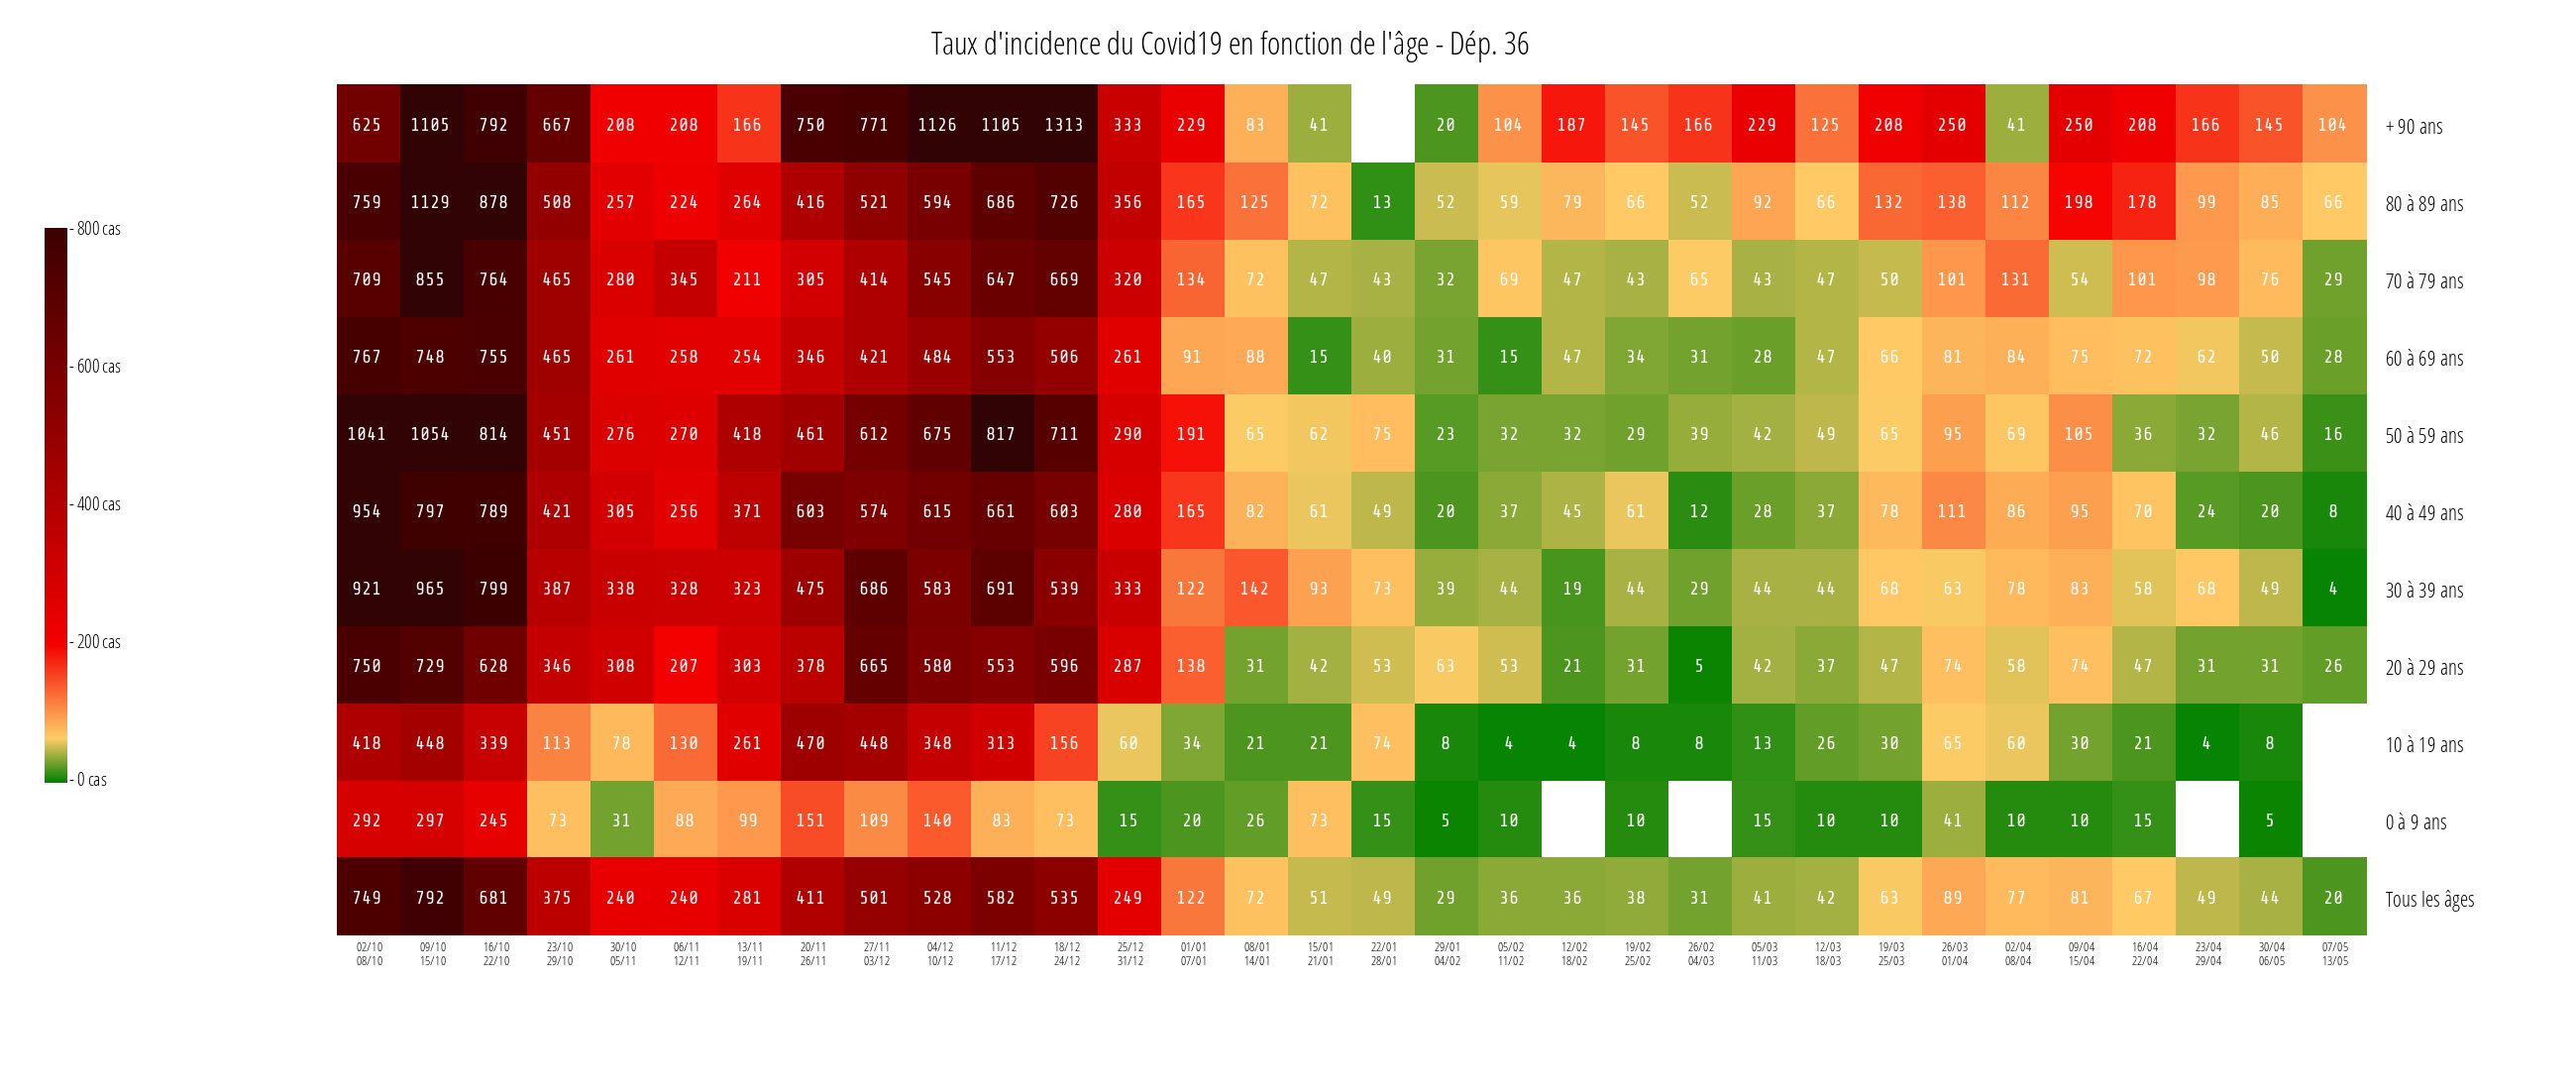 Taux d'incidence du Covid19 en fonction de l'âge - Dép. 36
625 1105 792 667 208 208 166 750 771 1126 1105 1313 333 229 83 41 20 104 187 145 166 229 125 208 250 41 250 208 166 145 104 + 90 ans
759 1129 878 508 257 224 264 416 521 594 686 726 356 165 125 72 13 52 59 79 66 52 92 66 132 138 112 198 178 99 85 66 80 à 89 ans
- 800 cas
709 855 764 465 280 345 211 305 414 545 647 669 320 134 72 47 43 32 69 47 43 65 43 47 50 101 131 54 101 98 76 29 70 à 79 ans
767 748 755 465 261 258 254 346 421 484 553 506 261 91 88 15 40 31 15 47 34 31 28 47 66 81 84 75 72 62 50 28 60 à 69 ans
- 600 cas
1041 1054 814 451 276 270 418 461 612 675 817 711 290 191 65 62 75 23 32 32 29 39 42 49 65 95 69 105 36 32 46 16 50 à 59 ans
- 400 cas
954 797 789 421 305 256 371 603 574 615 661 603 280 165 82 61 49 20 37 45 61 12 28 37 78 111 86 95 70 24 20 8 40 à 49 ans
921 965 799 387 338 328 323 475 686 583 691 539 333 122 142 93 73 39 44 19 44 29 44 44 68 63 78 83 58 68 49 4 30 à 39 ans
- 200 cas
750 729 628 346 308 207 303 378 665 580 553 596 287 138 31 42 53 63 53 21 31 5 42 37 47 74 58 74 47 31 31 26 20 à 29 ans
418 448 339 113 78 130 261 470 448 348 313 156 60 34 21 21 74 8 4 4 8 8 13 26 30 65 60 30 21 4 8 10 à 19 ans
- 0 cas
292 297 245 73 31 88 99 151 109 140 83 73 15 20 26 73 15 5 10 10 15 10 10 41 10 10 15 5 0 à 9 ans
749 792 681 375 240 240 281 411 501 528 582 535 249 122 72 51 49 29 36 36 38 31 41 42 63 89 77 81 67 49 44 20 Tous les âges
02/10 09/10 16/10 23/10 30/10 06/11 13/11 20/11 27/11 04/12 11/12 18/12 25/12 01/01 08/01 15/01 22/01 29/01 05/02 12/02 19/02 26/02 05/03 12/03 19/03 26/03 02/04 09/04 16/04 23/04 30/04 07/05
08/10 15/10 22/10 29/10 05/11 12/11 19/11 26/11 03/12 10/12 17/12 24/12 31/12 07/01 14/01 21/01 28/01 04/02 11/02 18/02 25/02 04/03 11/03 18/03 25/03 01/04 08/04 15/04 22/04 29/04 06/05 13/05